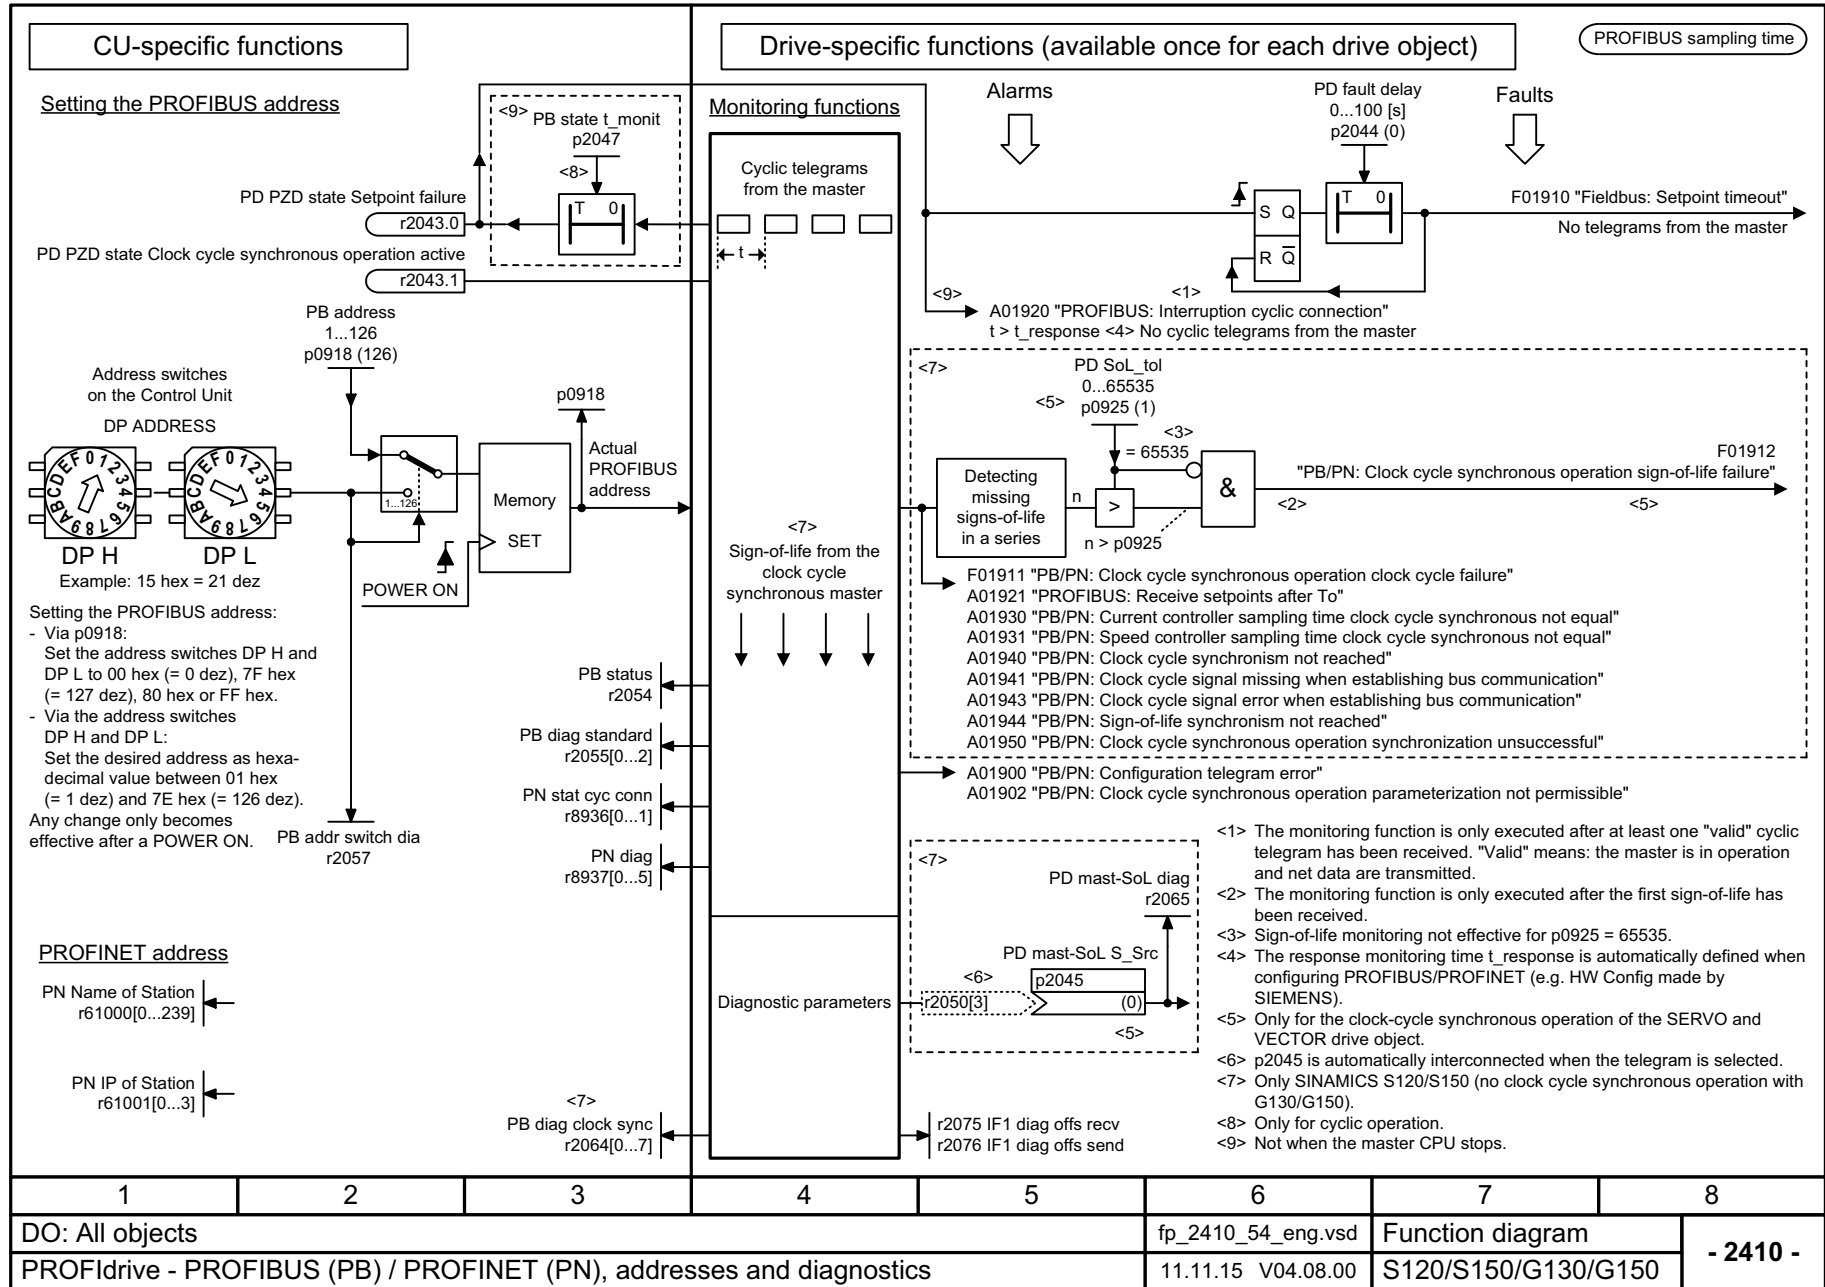 CU-specific functions
Drive-specific functions (available once for each drive object)
PROFIBUS sampling time
Setting the PROFIBUS address
<9>
PB state t_monit
p2047
<8>
T 0
PD PZD state Setpoint failure
r2043.0
PD PZD state Clock cycle synchronous operation active
r2043.1
PB address
1...126
p0918 (126)
Address switches
on the Control Unit
DP ADDRESS
0 1 2 3 4 5 6 7 8 9 A B C D E F
0 1 2 3 4 5 6 7 8 9 A B C D E F
DP H
DP L
Example: 15 hex = 21 dez
1...126
p0918
Actual
PROFIBUS
address
Memory
SET
POWER ON
Setting the PROFIBUS address:
- Via p0918:
Set the address switches DP H and
DP L to 00 hex (= 0 dez), 7F hex
(= 127 dez), 80 hex or FF hex.
- Via the address switches
DP H and DP L:
Set the desired address as hexa-
decimal value between 01 hex
(= 1 dez) and 7E hex (= 126 dez).
Any change only becomes
effective after a POWER ON.
PB addr switch dia
r2057
PB status
r2054
PB diag standard
r2055[0...2]
PN stat cyc conn
r8936[0...1]
PN diag
r8937[0...5]
PROFINET address
PN Name of Station
r61000[0...239]
PN IP of Station
r61001[0...3]
<7>
PB diag clock sync
r2064[0...7]
Monitoring functions
Cyclic telegrams
from the master
t
<7>
Sign-of-life from the
clock cycle
synchronous master
Diagnostic parameters
Alarms
PD fault delay
0...100 [s]
p2044 (0)
Faults
S Q
R Q
T 0
F01910 "Fieldbus: Setpoint timeout"
No telegrams from the master
<9>
<1>
A01920 "PROFIBUS: Interruption cyclic connection"
t > t_response <4> No cyclic telegrams from the master
<7>
PD SoL_tol
0...65535
<5>
p0925 (1)
<3>
= 65535
Detecting
missing
signs-of-life
in a series
n
>
n > p0925
&
<2>
F01912
"PB/PN: Clock cycle synchronous operation sign-of-life failure"
<5>
F01911 "PB/PN: Clock cycle synchronous operation clock cycle failure"
A01921 "PROFIBUS: Receive setpoints after To"
A01930 "PB/PN: Current controller sampling time clock cycle synchronous not equal"
A01931 "PB/PN: Speed controller sampling time clock cycle synchronous not equal"
A01940 "PB/PN: Clock cycle synchronism not reached"
A01941 "PB/PN: Clock cycle signal missing when establishing bus communication"
A01943 "PB/PN: Clock cycle signal error when establishing bus communication"
A01944 "PB/PN: Sign-of-life synchronism not reached"
A01950 "PB/PN: Clock cycle synchronous operation synchronization unsuccessful"
A01900 "PB/PN: Configuration telegram error"
A01902 "PB/PN: Clock cycle synchronous operation parameterization not permissible"
<7>
PD mast-SoL diag
r2065
PD mast-SoL S_Src
<6>
p2045
r2050[3]
(0)
<5>
r2075 IF1 diag offs recv
r2076 IF1 diag offs send
<1> The monitoring function is only executed after at least one "valid" cyclic
telegram has been received. "Valid" means: the master is in operation
and net data are transmitted.
<2> The monitoring function is only executed after the first sign-of-life has
been received.
<3> Sign-of-life monitoring not effective for p0925 = 65535.
<4> The response monitoring time t_response is automatically defined when
configuring PROFIBUS/PROFINET (e.g. HW Config made by
SIEMENS).
<5> Only for the clock-cycle synchronous operation of the SERVO and
VECTOR drive object.
<6> p2045 is automatically interconnected when the telegram is selected.
<7> Only SINAMICS S120/S150 (no clock cycle synchronous operation with
G130/G150).
<8> Only for cyclic operation.
<9> Not when the master CPU stops.
1 2 3 4 5 6 7 8
DO: All objects
fp_2410_54_eng.vsd
Function diagram
- 2410 -
PROFIdrive - PROFIBUS (PB) / PROFINET (PN), addresses and diagnostics
11.11.15 V04.08.00
S120/S150/G130/G150